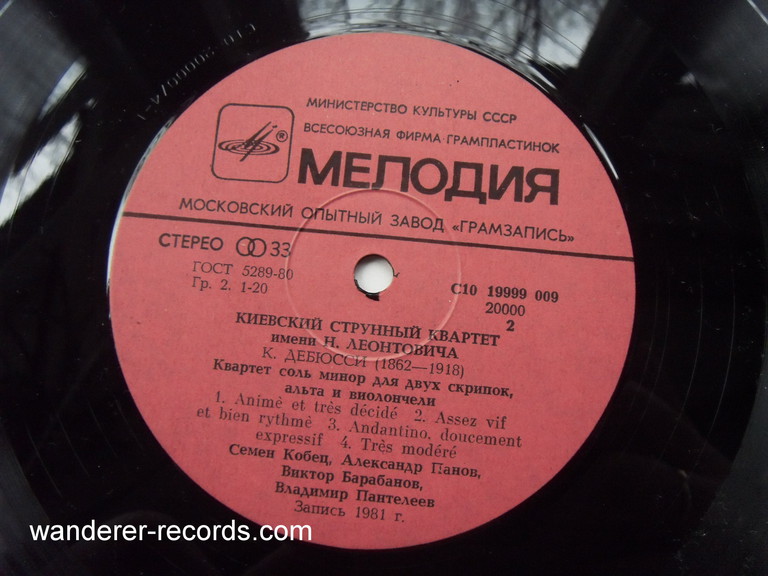 МИНИСТЕРСТВО КУЛЬТУРЫ СССР
ВСЕСОЮЗНАЯ ФИРМА ГРАМПЛАСТИНОК
®
МЕЛОДИЯ
МОСКОВСКИЙ ОПЫТНЫЙ ЗАВОД «ГРАМЗАПИСЬ»
СТЕРЕО 33
ГОСТ 5289-80
Гр. 2. 1-20
С10 19999 009
20000
2
КИЕВСКИЙ СТРУННЫЙ КВАРТЕТ
имени Н. ЛЕОНТОВИЧА
К. ДЕБЮССИ (1862—1918)
Квартет соль минор для двух скрипок,
альта и виолончели
1. Animê et très décidé 2. Assez vif
et bien rythmê 3. Andantino, doucement
expressif 4. Très modéré
Семен Кобец, Александр Панов,
Виктор Барабанов,
Владимир Пантелеев
Запись 1981 г.
wanderer-records.com